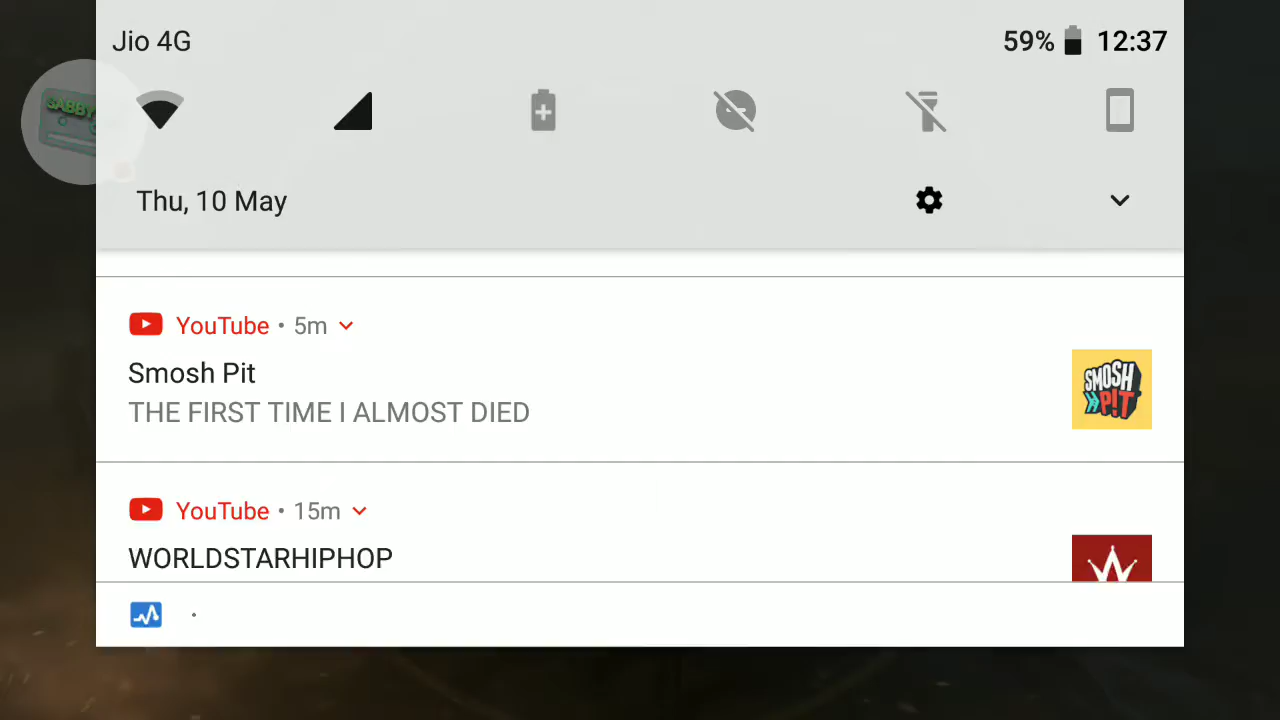 Jio 4G
59% 12:37
SABBY
Thu, 10 May
YouTube • 5m
Smosh Pit
THE FIRST TIME I ALMOST DIED
SMOSH
PIT
YouTube • 15m
WORLDSTARHIPHOP